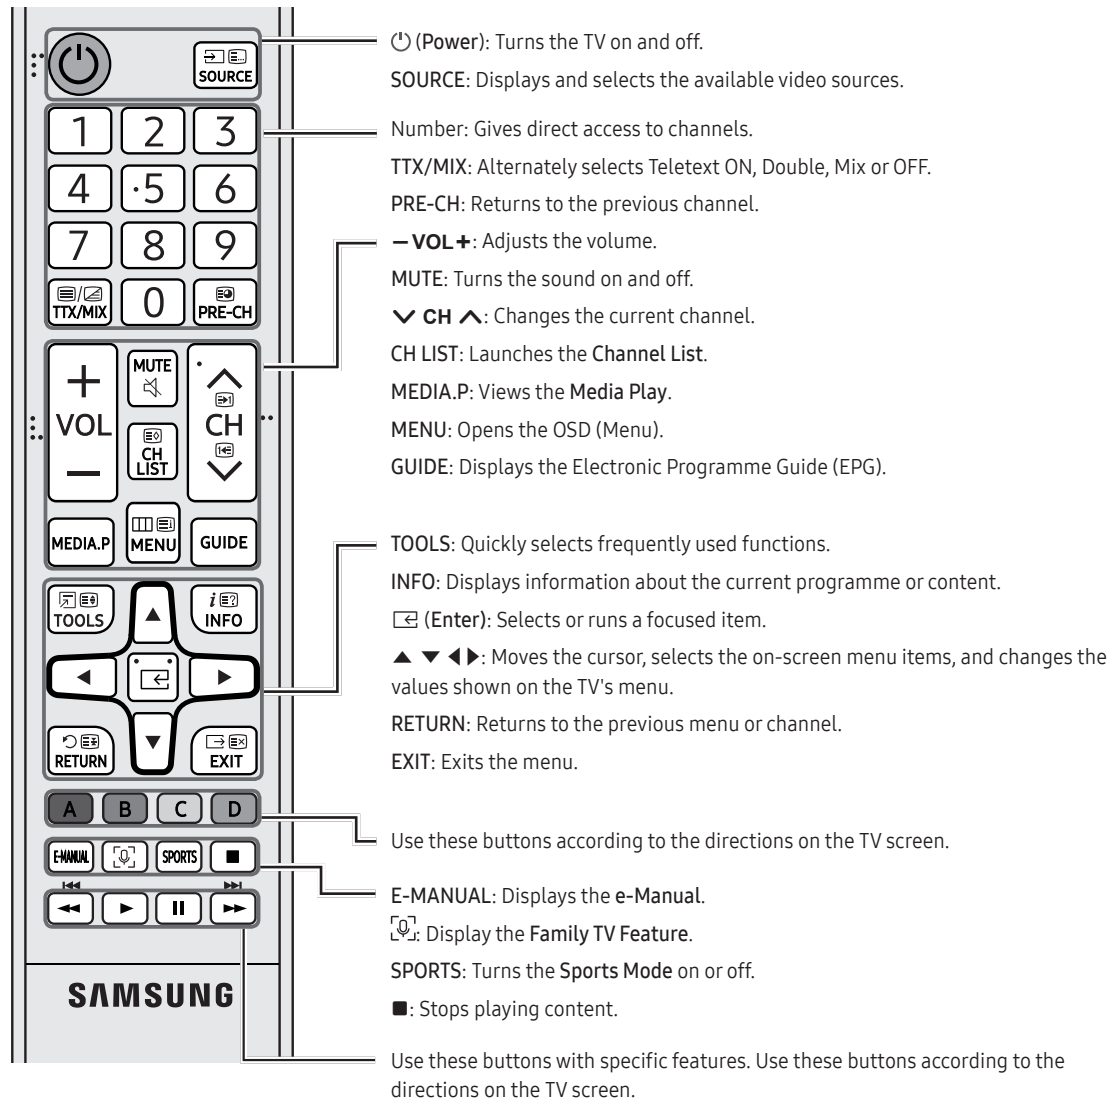 (Power): Turns the TV on and off.
SOURCE
SOURCE: Displays and selects the available video sources.
1 2 3
Number: Gives direct access to channels.
TTX/MIX: Alternately selects Teletext ON, Double, Mix or OFF.
4 ·5 6
PRE-CH: Returns to the previous channel.
7 8 9
– VOL +: Adjusts the volume.
MUTE: Turns the sound on and off.
TTX/MIX 0 PRE-CH
CH : Changes the current channel.
CH LIST: Launches the Channel List.
MEDIA.P: Views the Media Play.
MENU: Opens the OSD (Menu).
GUIDE: Displays the Electronic Programme Guide (EPG).
+
VOL
–
MUTE
CH
LIST
CH
MEDIA.P MENU GUIDE
TOOLS: Quickly selects frequently used functions.
INFO: Displays information about the current programme or content.
(Enter): Selects or runs a focused item.
▲ ▼ ◀ ▶: Moves the cursor, selects the on-screen menu items, and changes the
values shown on the TV's menu.
RETURN: Returns to the previous menu or channel.
EXIT: Exits the menu.
TOOLS i INFO
RETURN EXIT
A B C D
Use these buttons according to the directions on the TV screen.
E-MANUAL SPORTS
E-MANUAL: Displays the e-Manual.
: Display the Family TV Feature.
SPORTS: Turns the Sports Mode on or off.
■: Stops playing content.
SAMSUNG
Use these buttons with specific features. Use these buttons according to the
directions on the TV screen.